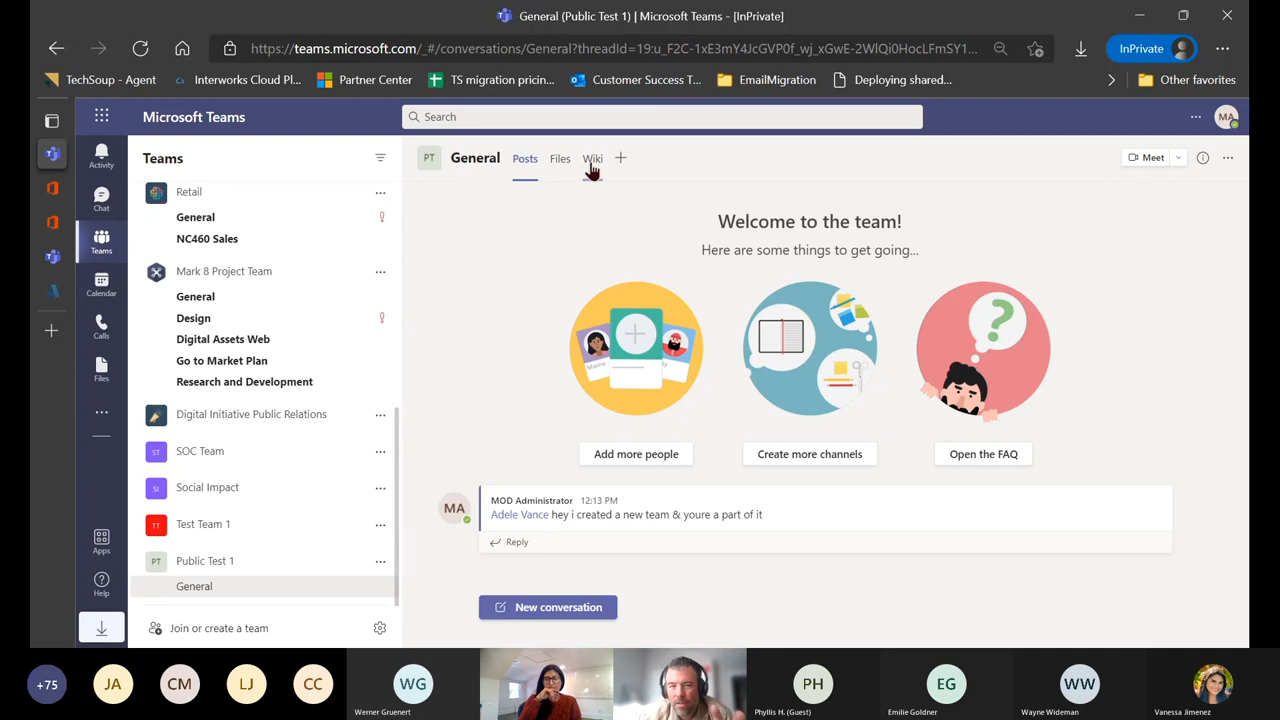 General (Public Test 1) | Microsoft Teams - [InPrivate]
https://teams.microsoft.com/_#/conversations/General?threadId=19:u_F2C-1xE3mY4JcGVP0f_wj_xGwE-2WlQi0HocLFmSY1...
InPrivate
TechSoup - Agent
Interworks Cloud Pl...
Partner Center
TS migration pricin...
Customer Success T...
EmailMigration
Deploying shared...
Other favorites
Microsoft Teams
Search
MA
Activity
Chat
Teams
Calendar
Calls
Files
Apps
Help
Teams
Retail
General
NC460 Sales
Mark 8 Project Team
General
Design
Digital Assets Web
Go to Market Plan
Research and Development
Digital Initiative Public Relations
ST SOC Team
SI Social Impact
TT Test Team 1
PT Public Test 1
General
Join or create a team
PT General Posts Files Wiki
Meet
Welcome to the team!
Here are some things to get going...
Add more people
Create more channels
Open the FAQ
MA
MOD Administrator 12:13 PM
Adele Vance hey i created a new team & youre a part of it
Reply
New conversation
+75
JA
CM
LJ
CC
WG
Werner Gruenert
PH
Phyllis H. (Guest)
EG
Emilie Goldner
WW
Wayne Wideman
Vanessa Jimenez